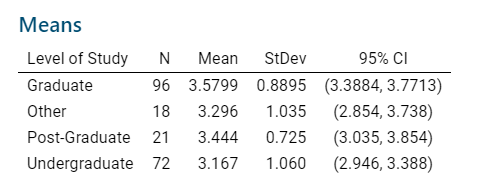 Means
Level of Study N Mean StDev 95% CI
Graduate 96 3.5799 0.8895 (3.3884, 3.7713)
Other 18 3.296 1.035 (2.854, 3.738)
Post-Graduate 21 3.444 0.725 (3.035, 3.854)
Undergraduate 72 3.167 1.060 (2.946, 3.388)